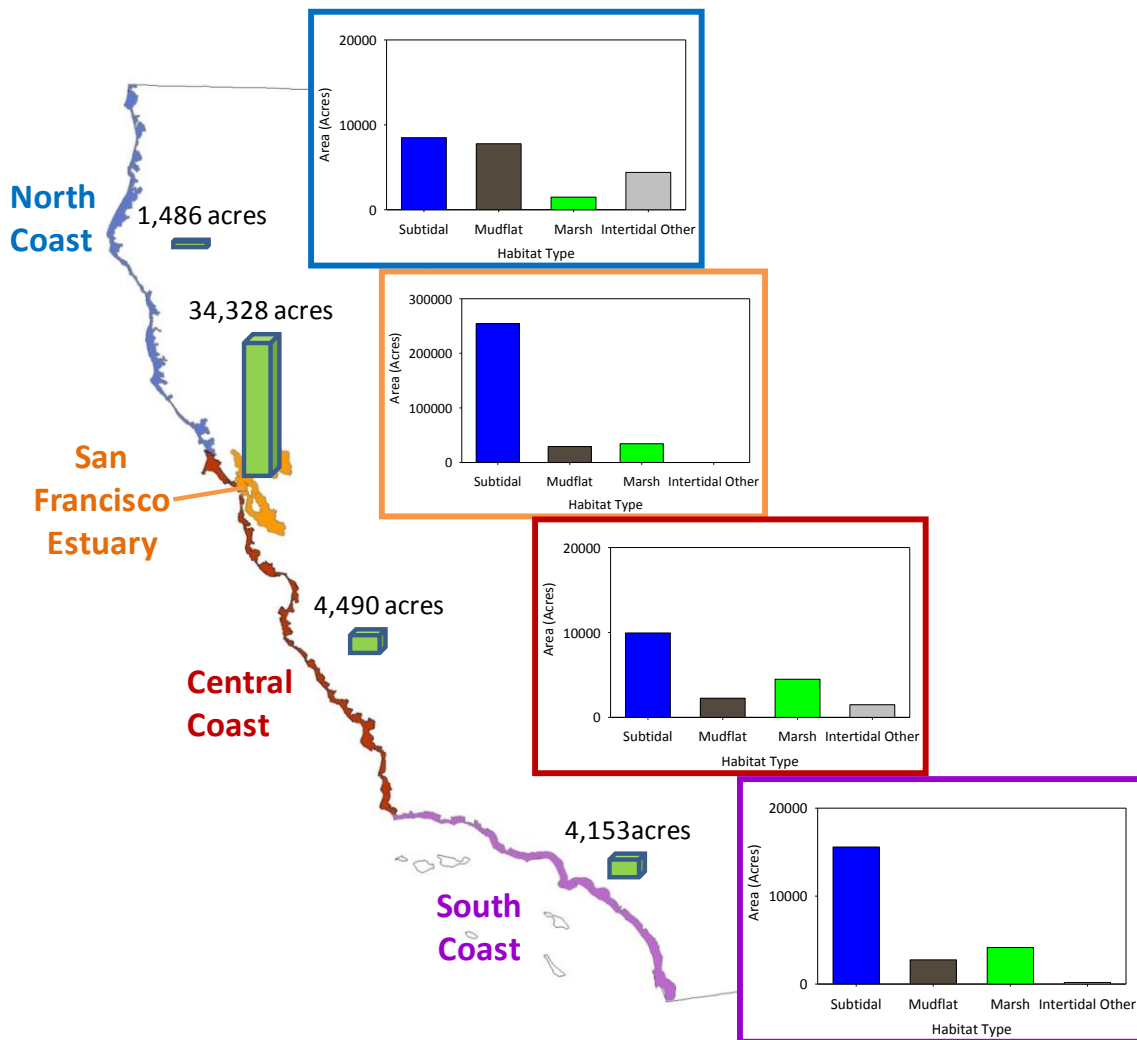 20000
10000
0
Area (Acres)
Subtidal Mudflat Marsh Intertidal Other
Habitat Type
North
Coast
1,486 acres
34,328 acres
300000
200000
100000
0
Area (Acres)
Subtidal Mudflat Marsh Intertidal Other
Habitat Type
San
Francisco
Estuary
20000
10000
0
Area (Acres)
Subtidal Mudflat Marsh Intertidal Other
Habitat Type
4,490 acres
Central
Coast
20000
10000
0
Area (Acres)
Subtidal Mudflat Marsh Intertidal Other
Habitat Type
4,153acres
South
Coast